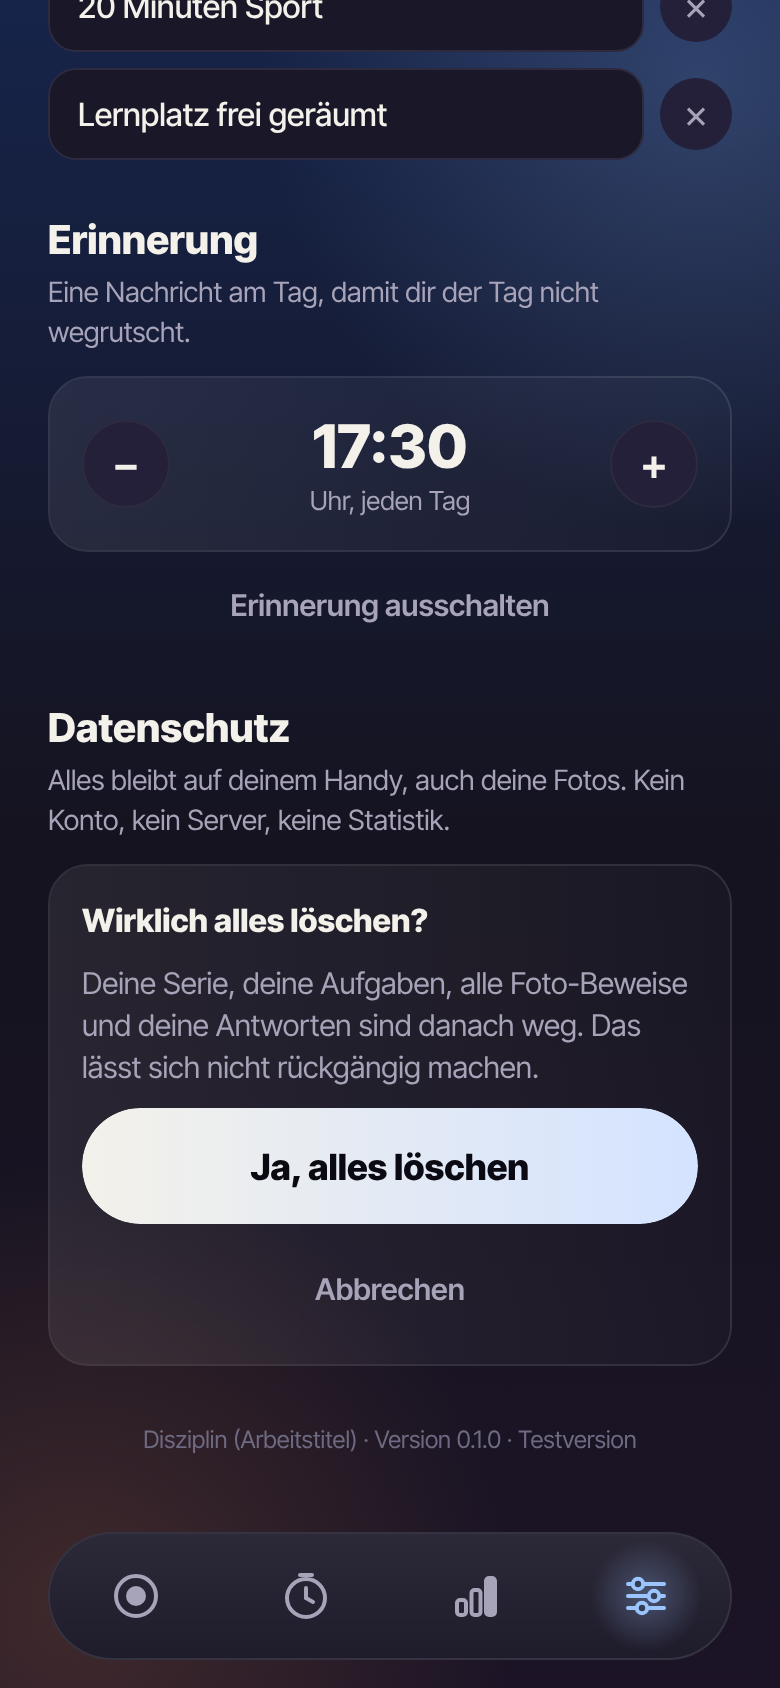 20 Minuten Sport
Lernplatz frei geräumt
Erinnerung
Eine Nachricht am Tag, damit dir der Tag nicht
wegrutscht.
17:30
Uhr, jeden Tag
Erinnerung ausschalten
Datenschutz
Alles bleibt auf deinem Handy, auch deine Fotos. Kein
Konto, kein Server, keine Statistik.
Wirklich alles löschen?
Deine Serie, deine Aufgaben, alle Foto-Beweise
und deine Antworten sind danach weg. Das
lässt sich nicht rückgängig machen.
Ja, alles löschen
Abbrechen
Disziplin (Arbeitstitel) · Version 0.1.0 · Testversion